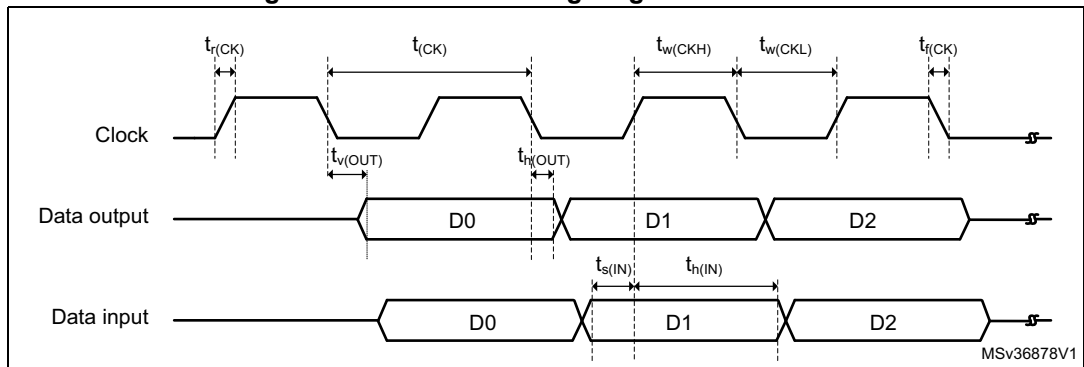 t_r(CK) t_(CK) t_w(CKH) t_w(CKL) t_f(CK)
Clock
t_v(OUT) t_h(OUT)
Data output D0 D1 D2
t_s(IN) t_h(IN)
Data input D0 D1 D2
MSv36878V1